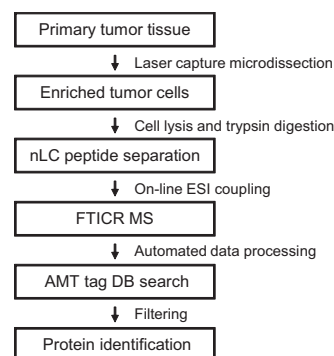 Primary tumor tissue
Laser capture microdissection
Enriched tumor cells
Cell lysis and trypsin digestion
nLC peptide separation
On-line ESI coupling
FTICR MS
Automated data processing
AMT tag DB search
Filtering
Protein identification